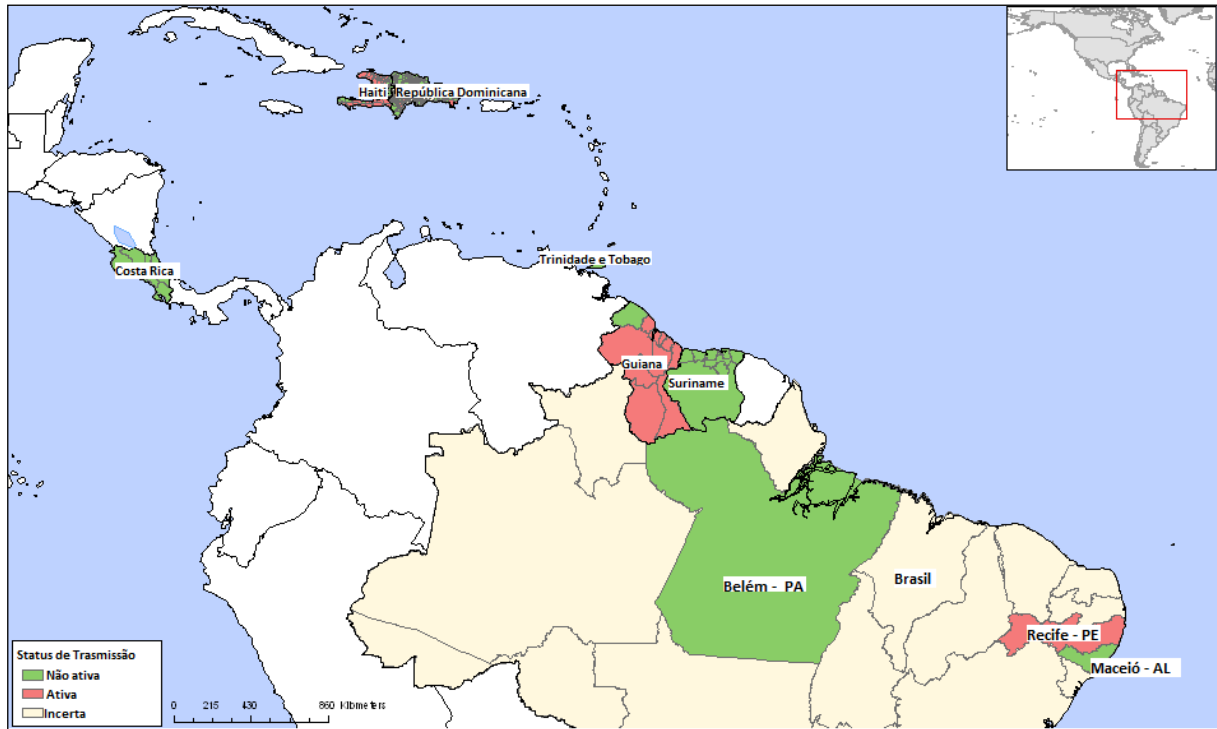 Haiti
República Dominicana
Trinidade e Tobago
Costa Rica
Guiana
Suriname
Belém - PA
Brasil
Recife - PE
Maceió - AL
Status de Trasmissão
Não ativa
Ativa
Incerta
0 215 430 860 Kilometers